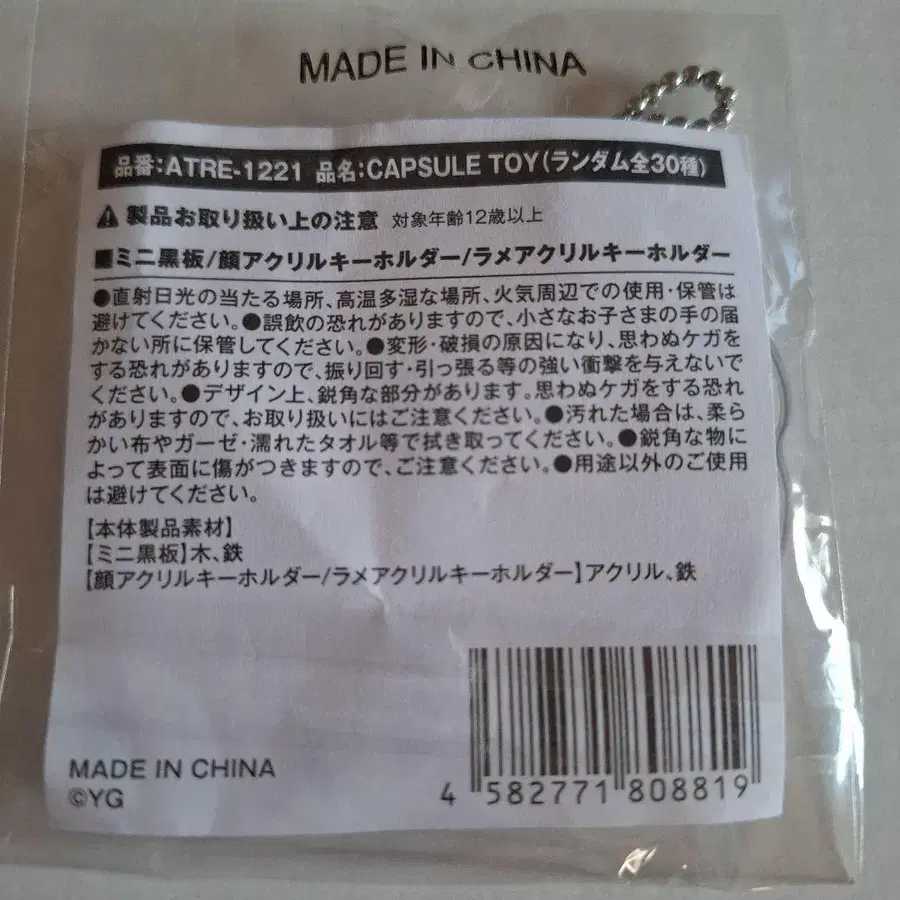 MADE IN CHINA
品番:ATRE-1221 品名:CAPSULE TOY(ランダム全30種)
製品お取り扱い上の注意 対象年齢12歳以上
■ミニ黒板/顔アクリルキーホルダー/ラメアクリルキーホルダー
●直射日光の当たる場所、高温多湿な場所、火気周辺での使用・保管は
避けてください。●誤飲の恐れがありますので、小さなお子さまの手の届
かない所に保管してください。●変形・破損の原因になり、思わぬケガを
する恐れがありますので、振り回す・引っ張る等の強い衝撃を与えないで
ください。●デザイン上、鋭角な部分があります。思わぬケガをする恐れ
がありますので、お取り扱いにはご注意ください。●汚れた場合は、柔ら
かい布やガーゼ・濡れたタオル等で拭き取ってください。●鋭角な物に
よって表面に傷がつきますので、ご注意ください。●用途以外のご使用
は避けてください。
【本体製品素材】
【ミニ黒板】木、鉄
【顔アクリルキーホルダー/ラメアクリルキーホルダー】アクリル、鉄
MADE IN CHINA
©YG
4 582771 808819